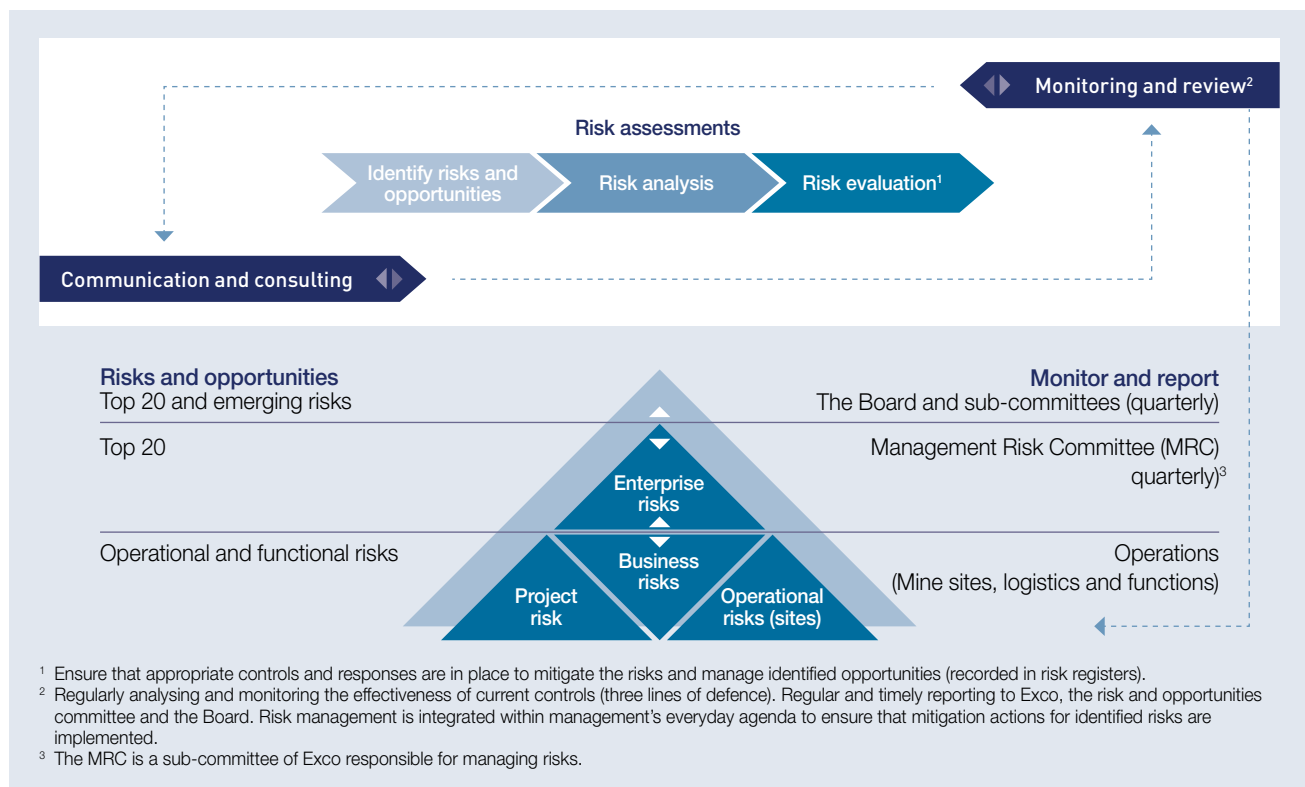 Monitoring and review²
Risk assessments
Identify risks and
opportunities
Risk analysis
Risk evaluation¹
Communication and consulting
Risks and opportunities
Top 20 and emerging risks
Monitor and report
The Board and sub-committees (quarterly)
Top 20
Management Risk Committee (MRC)
quarterly)³
Enterprise
risks
Operational and functional risks
Operations
(Mine sites, logistics and functions)
Business
risks
Project
risk
Operational
risks (sites)
¹ Ensure that appropriate controls and responses are in place to mitigate the risks and manage identified opportunities (recorded in risk registers).
² Regularly analysing and monitoring the effectiveness of current controls (three lines of defence). Regular and timely reporting to Exco, the risk and opportunities
committee and the Board. Risk management is integrated within management's everyday agenda to ensure that mitigation actions for identified risks are
implemented.
³ The MRC is a sub-committee of Exco responsible for managing risks.